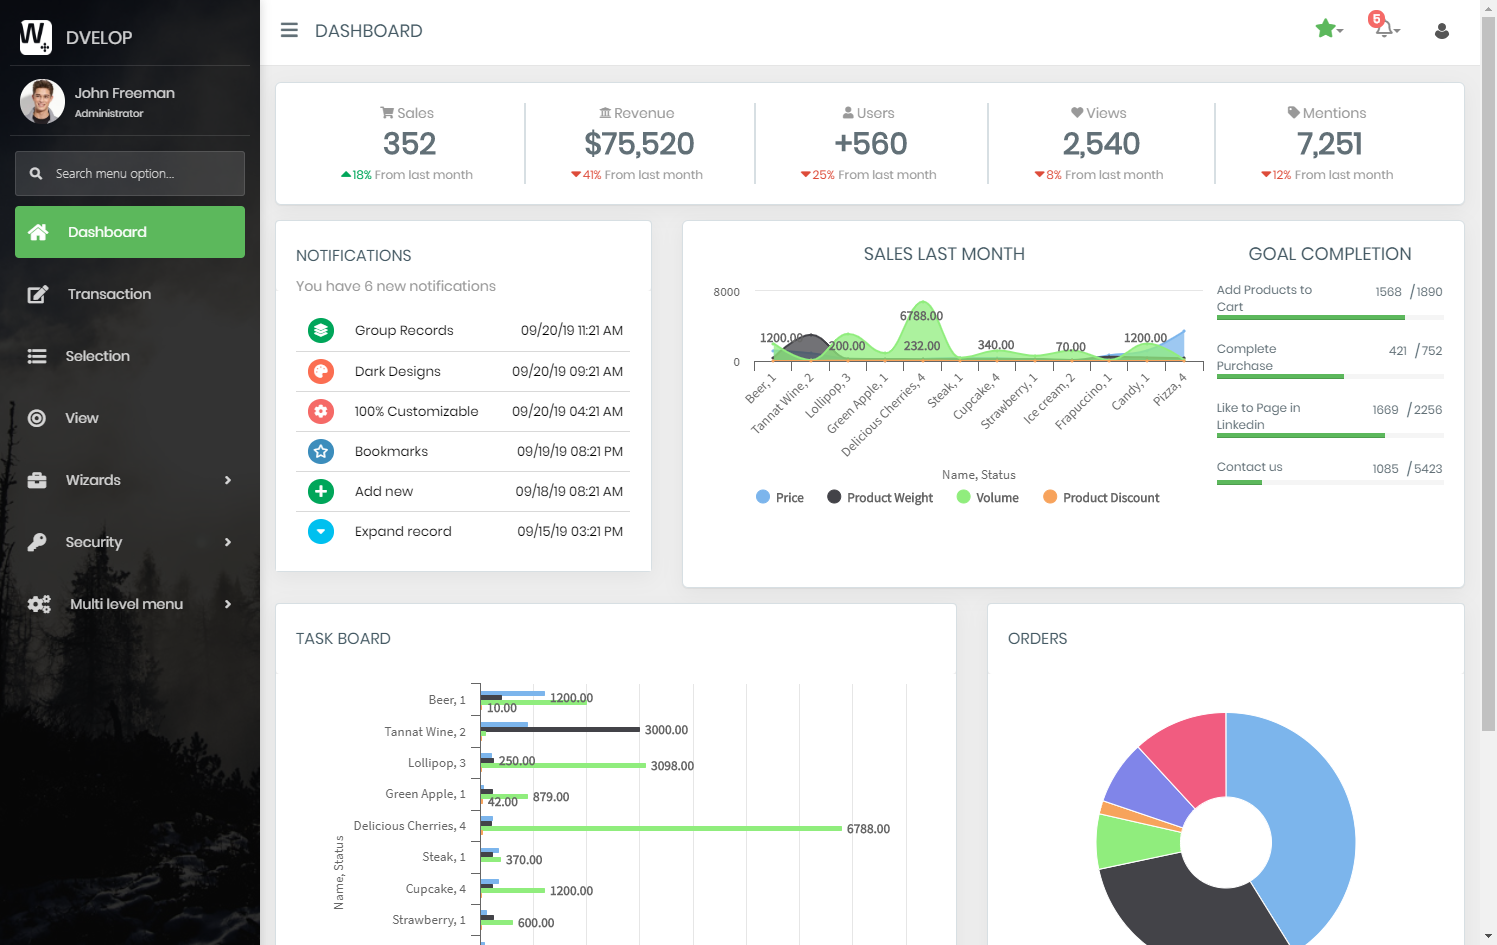 W
DVELOP
John Freeman
Administrator
Search menu option...
Dashboard
Transaction
Selection
View
Wizards
Security
Multi level menu
DASHBOARD
5
Sales
352
18% From last month
Revenue
$75,520
41% From last month
Users
+560
25% From last month
Views
2,540
8% From last month
Mentions
7,251
12% From last month
NOTIFICATIONS
You have 6 new notifications
Group Records 09/20/19 11:21 AM
Dark Designs 09/20/19 09:21 AM
100% Customizable 09/20/19 04:21 AM
Bookmarks 09/19/19 08:21 PM
Add new 09/18/19 08:21 AM
Expand record 09/15/19 03:21 PM
SALES LAST MONTH
8000
0
6788.00
1200.00
200.00
232.00
340.00
70.00
1200.00
Beer, 1
Tannat Wine, 2
Lollipop, 3
Green Apple, 1
Delicious Cherries, 4
Steak, 1
Cupcake, 4
Strawberry, 1
Ice cream, 2
Frapuccino, 1
Candy, 1
Pizza, 4
Name, Status
Price Product Weight Volume Product Discount
GOAL COMPLETION
Add Products to Cart 1568 /1890
Complete Purchase 421 /752
Like to Page in Linkedin 1669 /2256
Contact us 1085 /5423
TASK BOARD
Name, Status
Beer, 1 1200.00
10.00
Tannat Wine, 2 3000.00
Lollipop, 3 250.00
3098.00
Green Apple, 1 879.00
42.00
Delicious Cherries, 4 6788.00
Steak, 1 370.00
Cupcake, 4 1200.00
Strawberry, 1 600.00
ORDERS